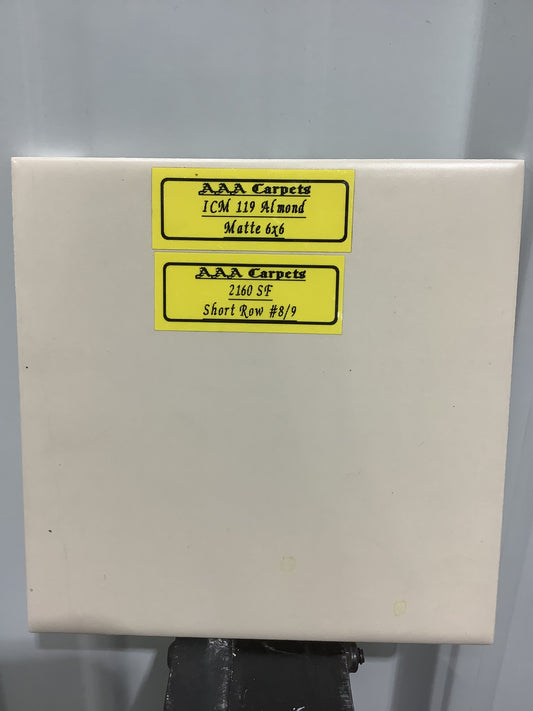 AAA Carpets
ICM 119 Almond
Matte 6x6
AAA Carpets
2160 SF
Short Row #8/9